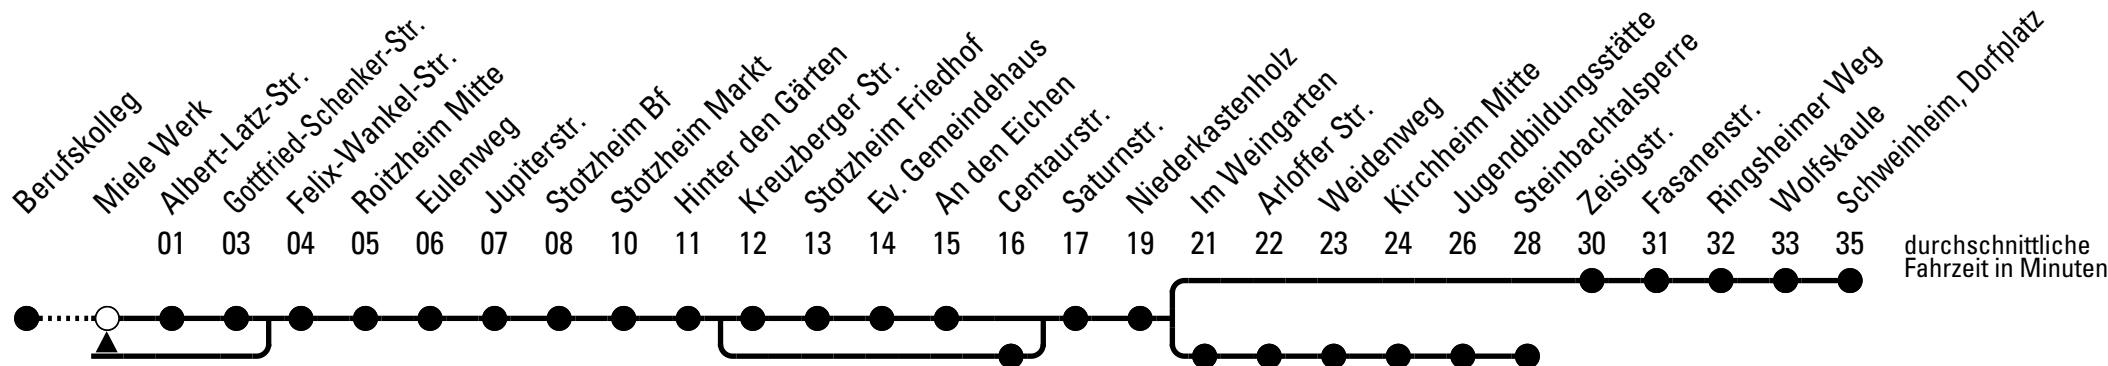 Berufskolleg
Miele Werk
Albert-Latz-Str.
Gottfried-Schenker-Str.
Felix-Wankel-Str.
Roitzheim Mitte
Eulenweg
Jupiterstr.
Stotzheim Bf
Stotzheim Markt
Hinter den Gärten
Kreuzberger Str.
Stotzheim Friedhof
Ev. Gemeindehaus
An den Eichen
Centaurstr.
Saturnstr.
Niederkastenholz
Im Weingarten
Arloffer Str.
Weidenweg
Kirchheim Mitte
Jugendbildungsstätte
Steinbachtalsperre
Zeisigstr.
Fasanenstr.
Ringsheimer Weg
Wolfskaule
Schweinheim, Dorfplatz
01 03 04 05 06 07 08 10 11 12 13 14 15 16 17 19 21 22 23 24 26 28 30 31 32 33 35
durchschnittliche
Fahrzeit in Minuten